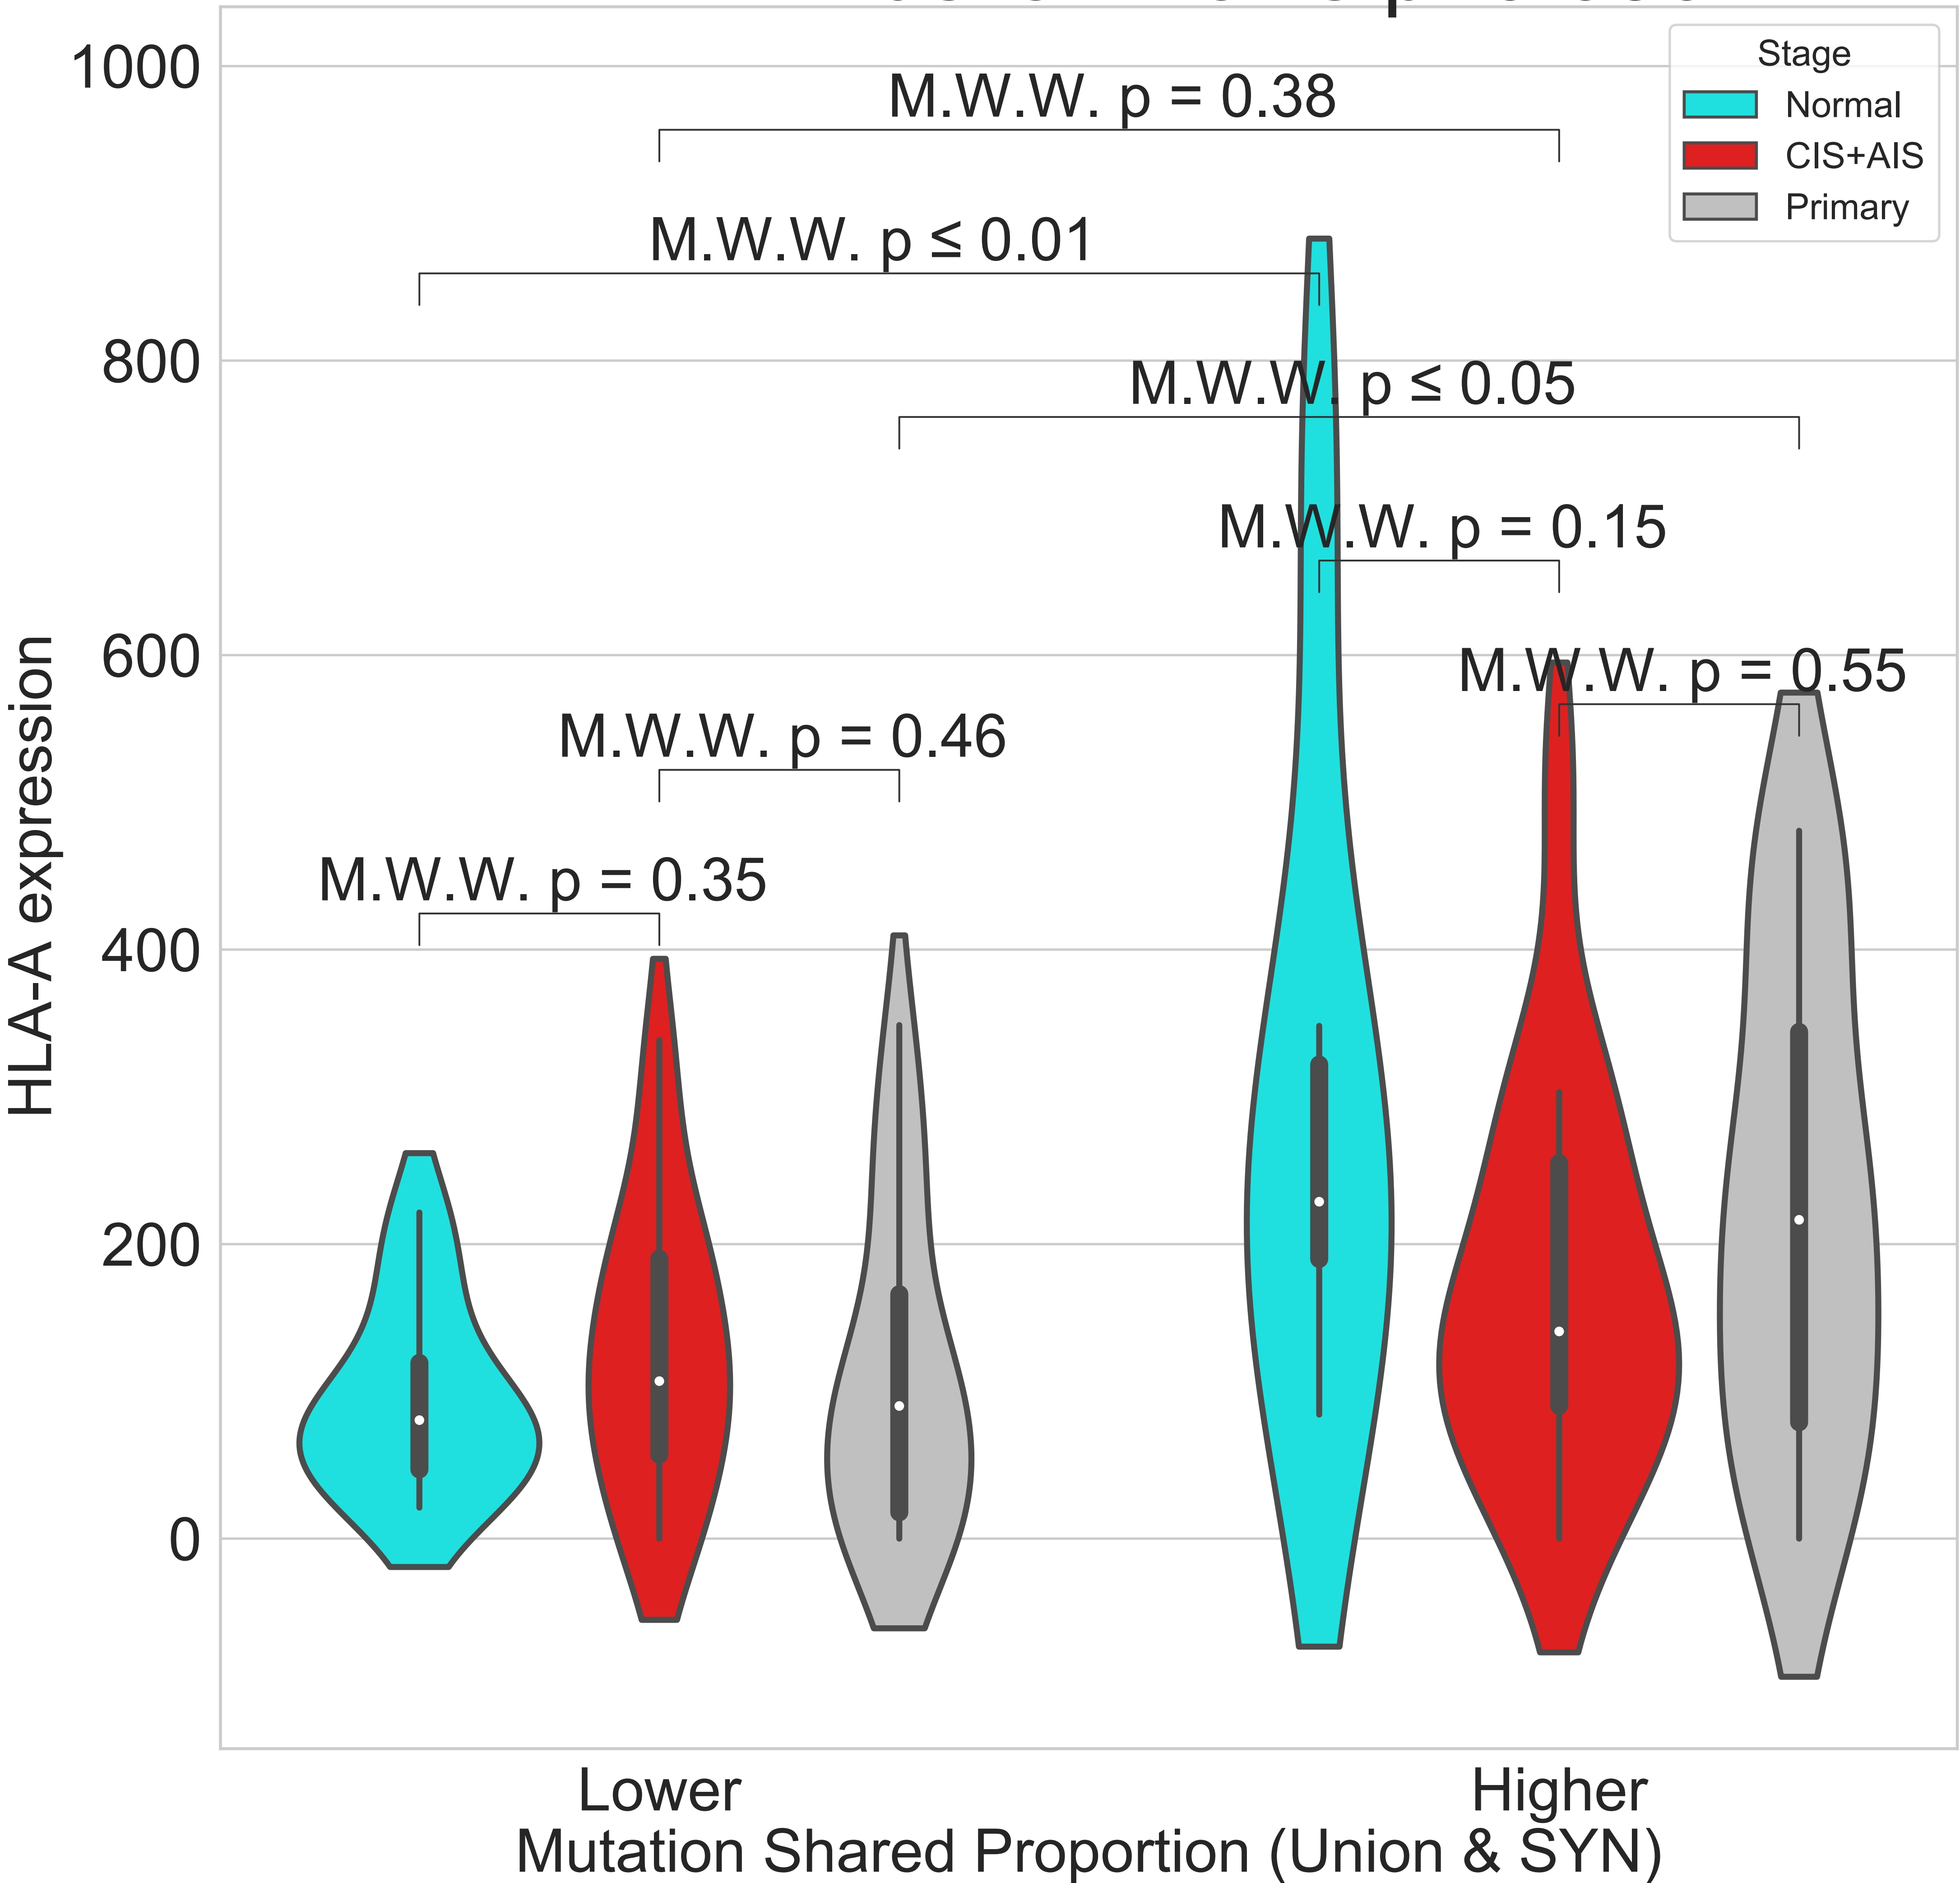 1000
800
600
400
200
0
HLA-A expression
M.W.W. p = 0.38
M.W.W. p ≤ 0.01
M.W.W. p ≤ 0.05
M.W.W. p = 0.15
M.W.W. p = 0.55
M.W.W. p = 0.46
M.W.W. p = 0.35
Stage
Normal
CIS+AIS
Primary
Lower
Higher
Mutation Shared Proportion (Union & SYN)